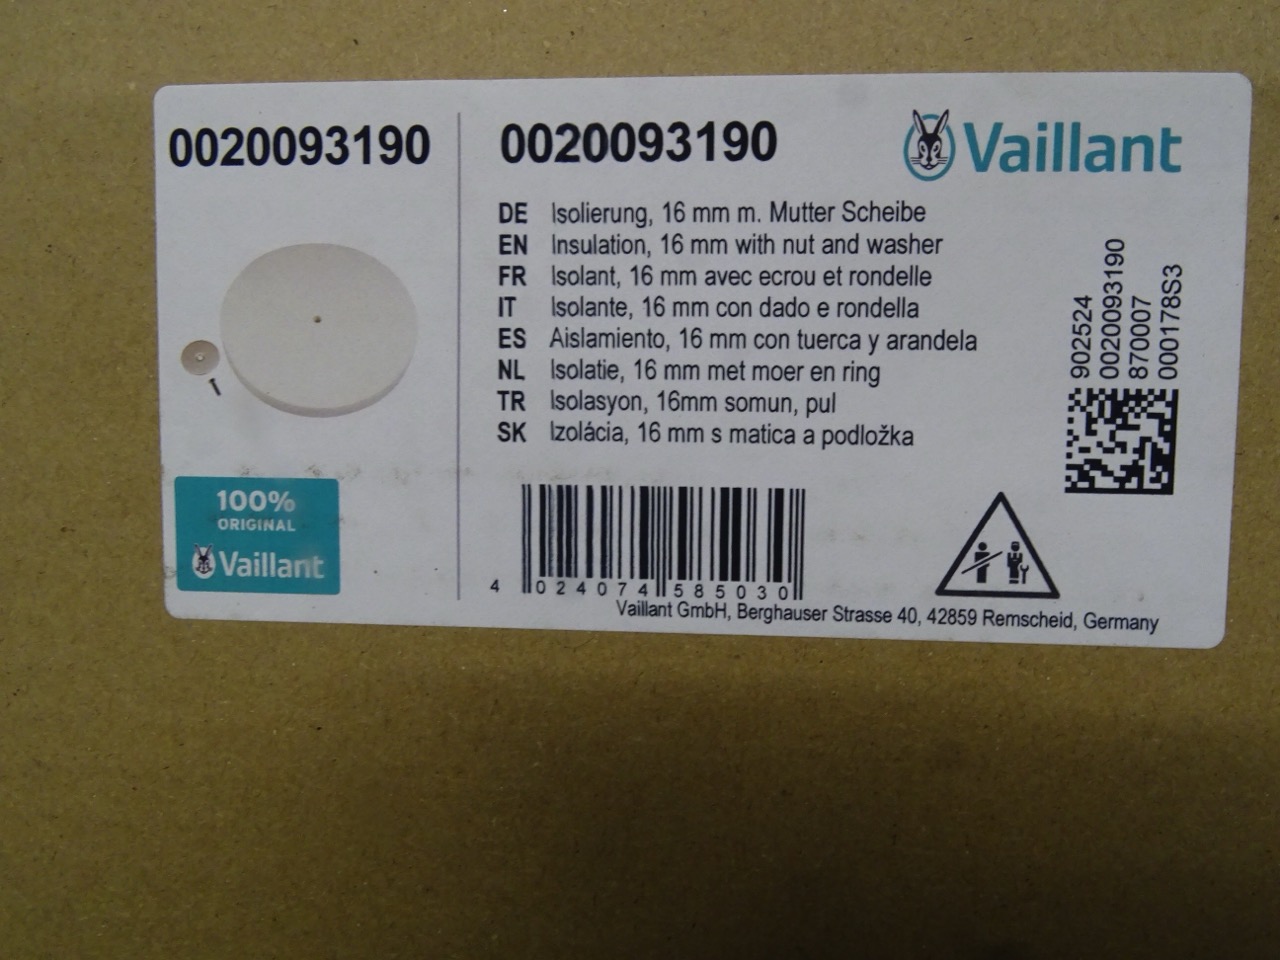 0020093190
100%
ORIGINAL
Vaillant
0020093190
Vaillant
DE Isolierung, 16 mm m. Mutter Scheibe
EN Insulation, 16 mm with nut and washer
FR Isolant, 16 mm avec ecrou et rondelle
IT Isolante, 16 mm con dado e rondella
ES Aislamiento, 16 mm con tuerca y arandela
NL Isolatie, 16 mm met moer en ring
TR Isolasyon, 16mm somun, pul
SK Izolácia, 16 mm s matica a podložka
902524
0020093190
870007
000178S3
4 024074 585030
Vaillant GmbH, Berghauser Strasse 40, 42859 Remscheid, Germany